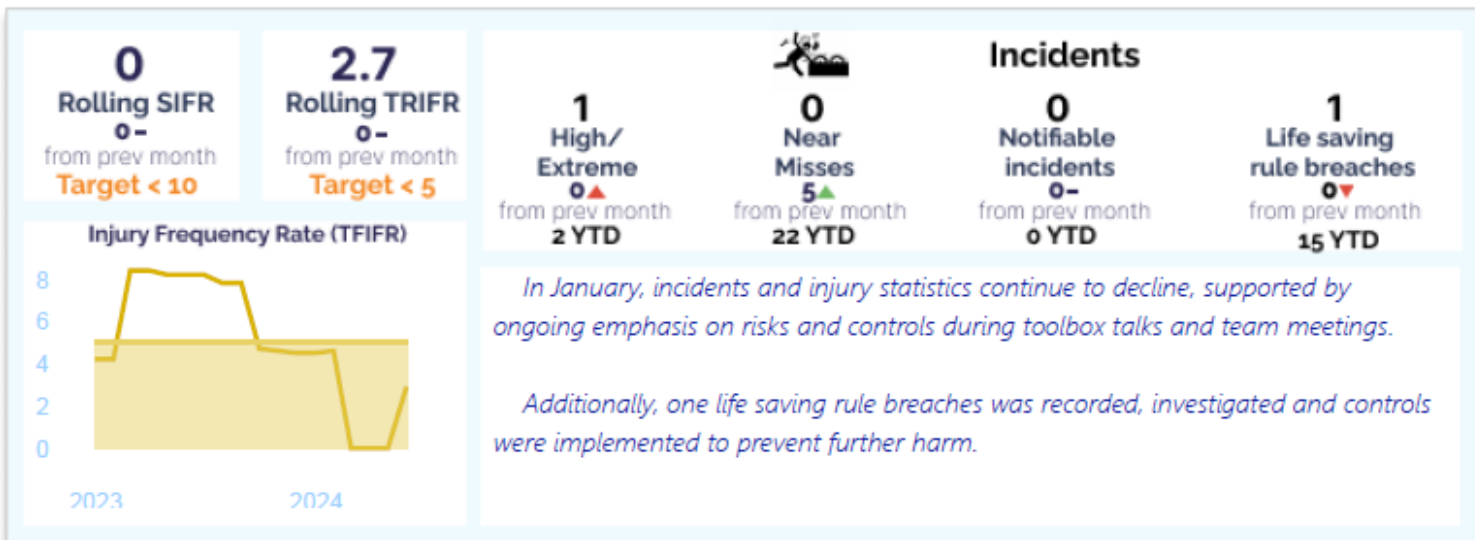 0
Rolling SIFR
0-
from prev month
Target < 10
2.7
Rolling TRIFR
0-
from prev month
Target < 5
Incidents
1
High/
Extreme
0▲
from prev month
2 YTD
0
Near
Misses
5▲
from prev month
22 YTD
0
Notifiable
incidents
0-
from prev month
0 YTD
1
Life saving
rule breaches
0▼
from prev month
15 YTD
Injury Frequency Rate (TFIFR)
8
6
4
2
0
2023 2024
In January, incidents and injury statistics continue to decline, supported by
ongoing emphasis on risks and controls during toolbox talks and team meetings.
Additionally, one life saving rule breaches was recorded, investigated and controls
were implemented to prevent further harm.